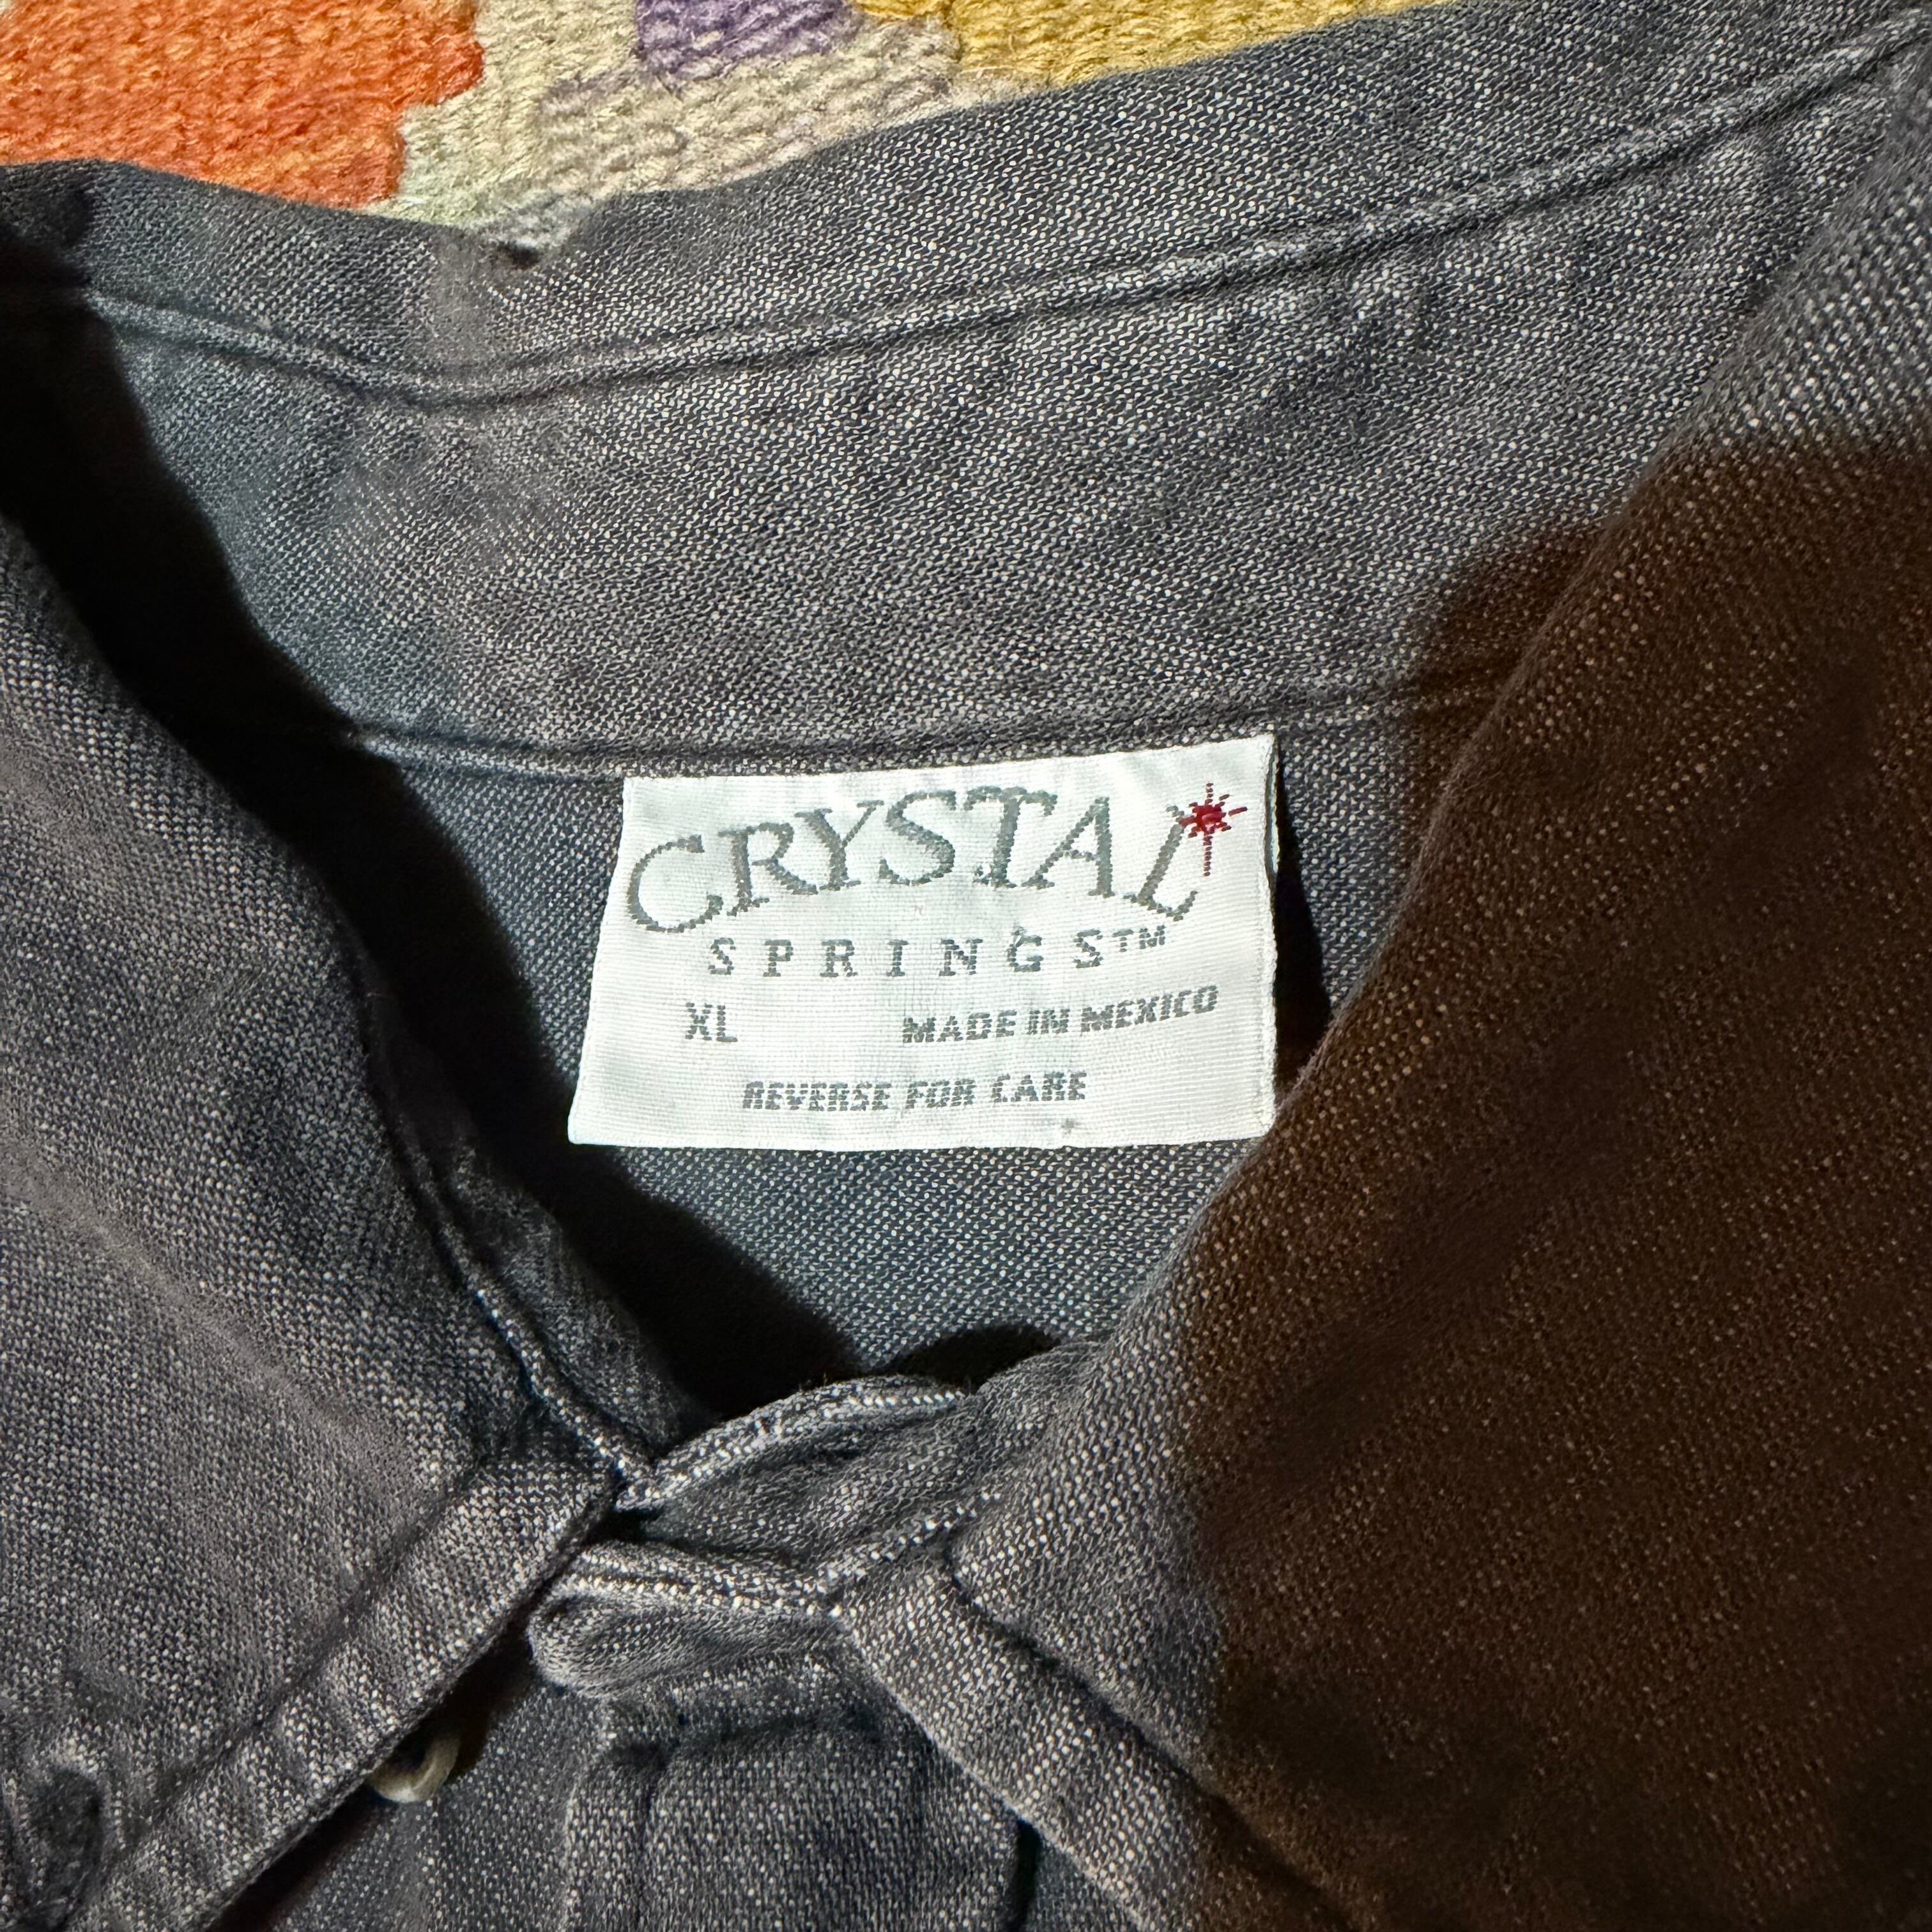 CRYSTAL
SPRINGS™
XL MADE IN MEXICO
REVERSE FOR CARE